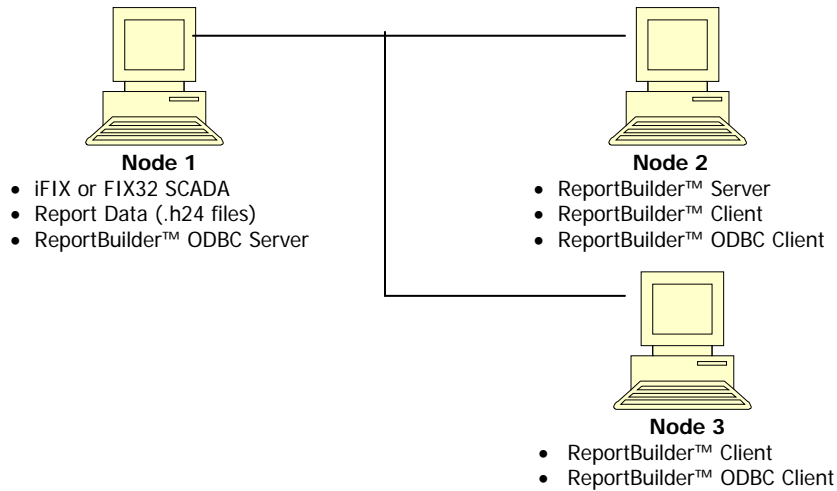 Node 1
• iFIX or FIX32 SCADA
• Report Data (.h24 files)
• ReportBuilder™ ODBC Server
Node 2
• ReportBuilder™ Server
• ReportBuilder™ Client
• ReportBuilder™ ODBC Client
Node 3
• ReportBuilder™ Client
• ReportBuilder™ ODBC Client